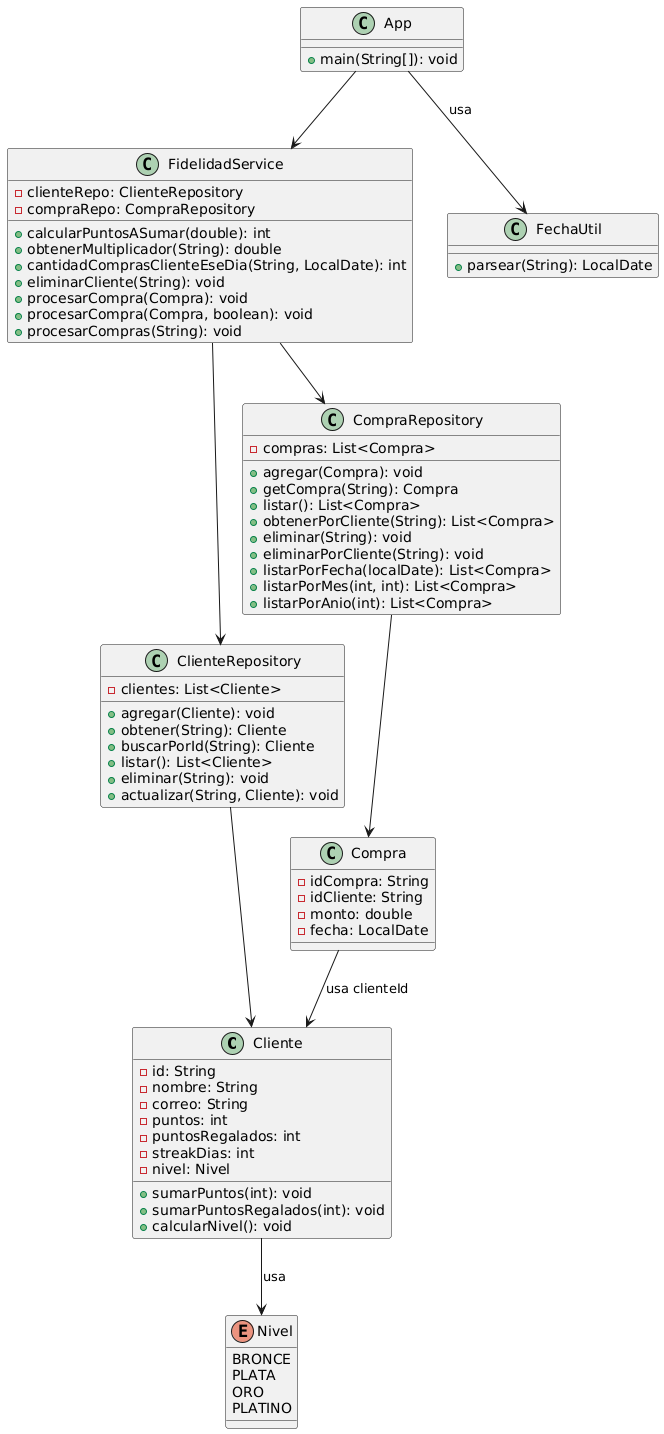 C App
main(String[]): void
usa
C FidelidadService
clienteRepo: ClienteRepository
compraRepo: CompraRepository
calcularPuntosASumar(double): int
obtenerMultiplicador(String): double
cantidadComprasClienteEseDia(String, LocalDate): int
eliminarCliente(String): void
procesarCompra(Compra): void
procesarCompra(Compra, boolean): void
procesarCompras(String): void
C FechaUtil
parsear(String): LocalDate
C CompraRepository
compras: List<Compra>
agregar(Compra): void
getCompra(String): Compra
listar(): List<Compra>
obtenerPorCliente(String): List<Compra>
eliminar(String): void
eliminarPorCliente(String): void
listarPorFecha(localDate): List<Compra>
listarPorMes(int, int): List<Compra>
listarPorAnio(int): List<Compra>
C ClienteRepository
clientes: List<Cliente>
agregar(Cliente): void
obtener(String): Cliente
buscarPorId(String): Cliente
listar(): List<Cliente>
eliminar(String): void
actualizar(String, Cliente): void
C Compra
idCompra: String
idCliente: String
monto: double
fecha: LocalDate
usa clienteId
C Cliente
id: String
nombre: String
correo: String
puntos: int
puntosRegalados: int
streakDias: int
nivel: Nivel
sumarPuntos(int): void
sumarPuntosRegalados(int): void
calcularNivel(): void
usa
E Nivel
BRONCE
PLATA
ORO
PLATINO